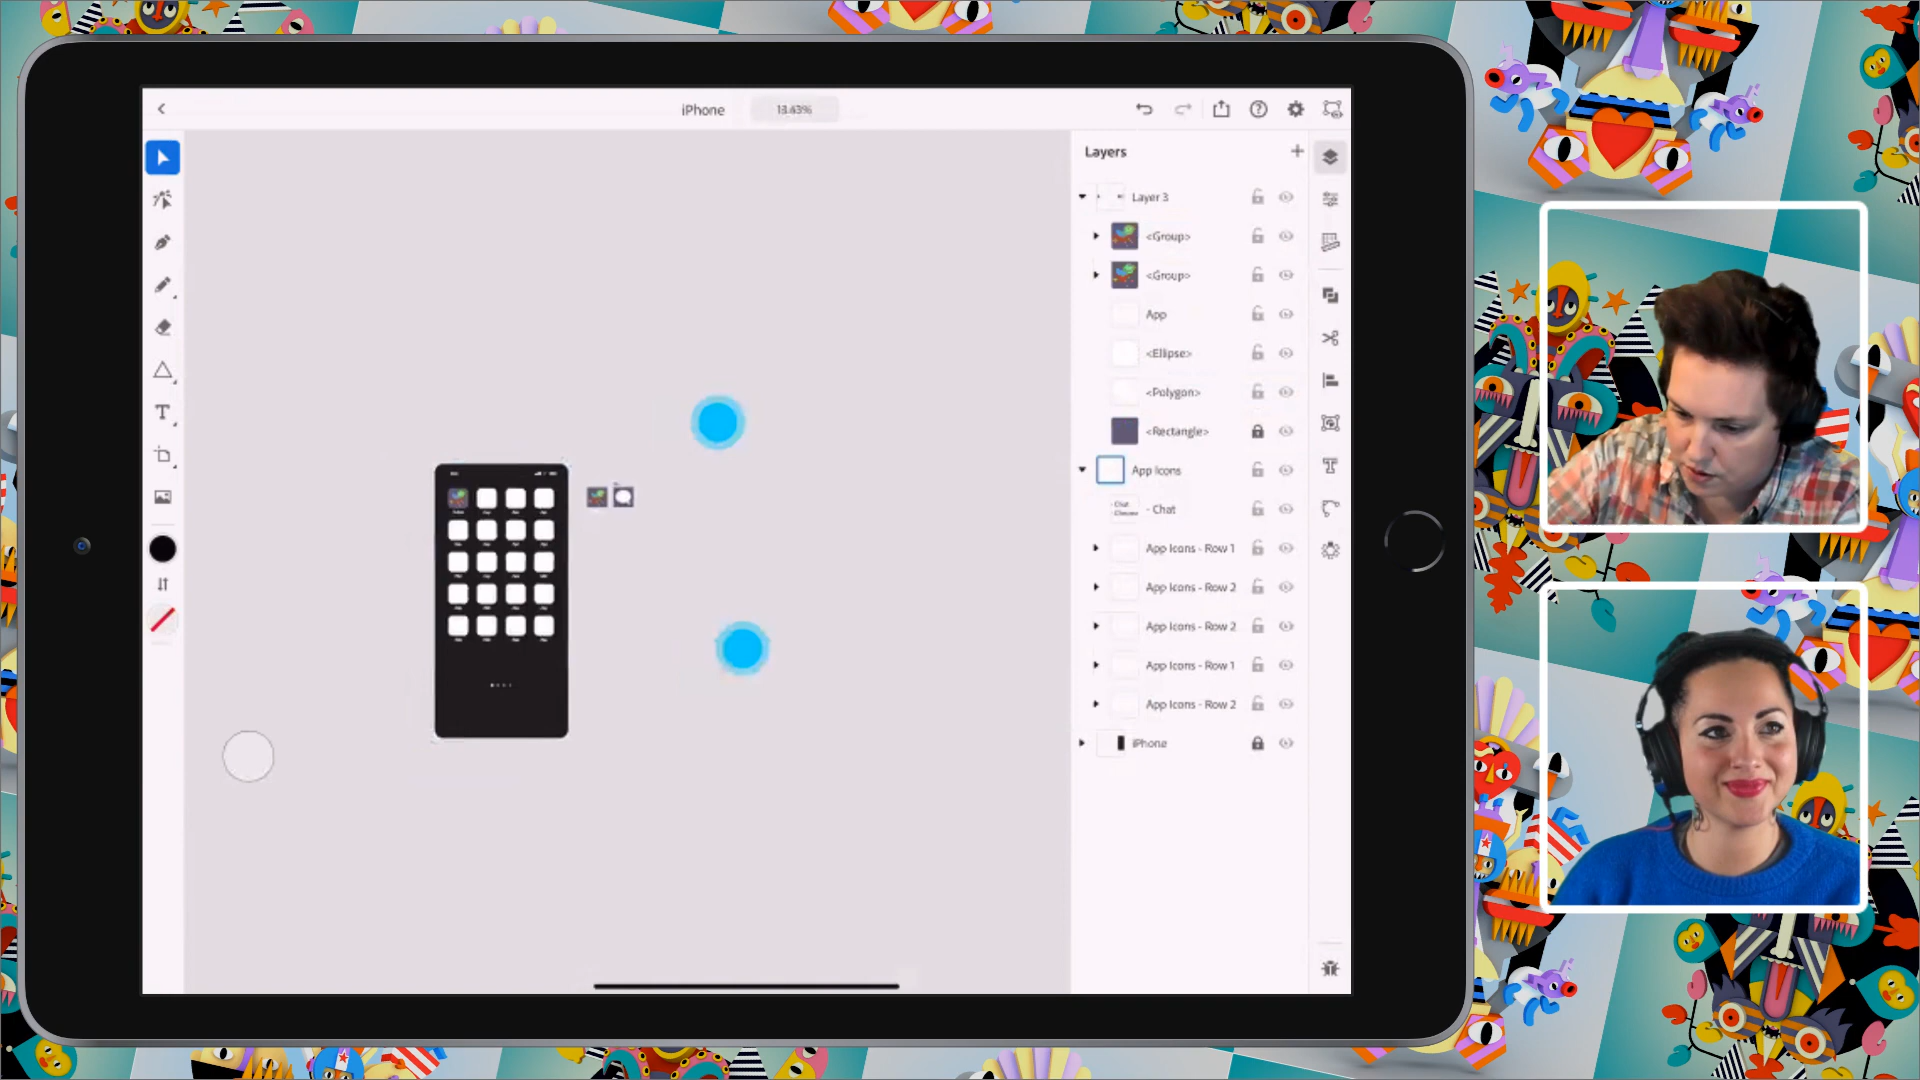 iPhone
13.43%
Layers
Layer 3
<Group>
<Group>
App
<Ellipse>
<Polygon>
<Rectangle>
App Icons
- Chat
App Icons - Row 1
App Icons - Row 2
App Icons - Row 2
App Icons - Row 1
App Icons - Row 2
iPhone